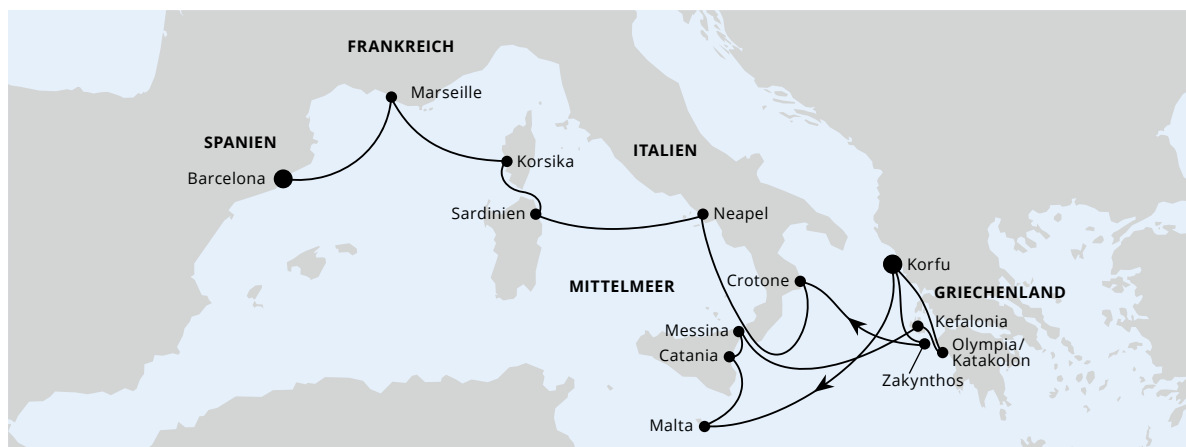 FRANKREICH
Marseille
SPANIEN
Barcelona
Korsika
ITALIEN
Sardinien
Neapel
MITTELMEER
Crotone
Korfu
GRIECHENLAND
Messina
Kefalonia
Catania
Olympia/
Katakolon
Zakynthos
Malta